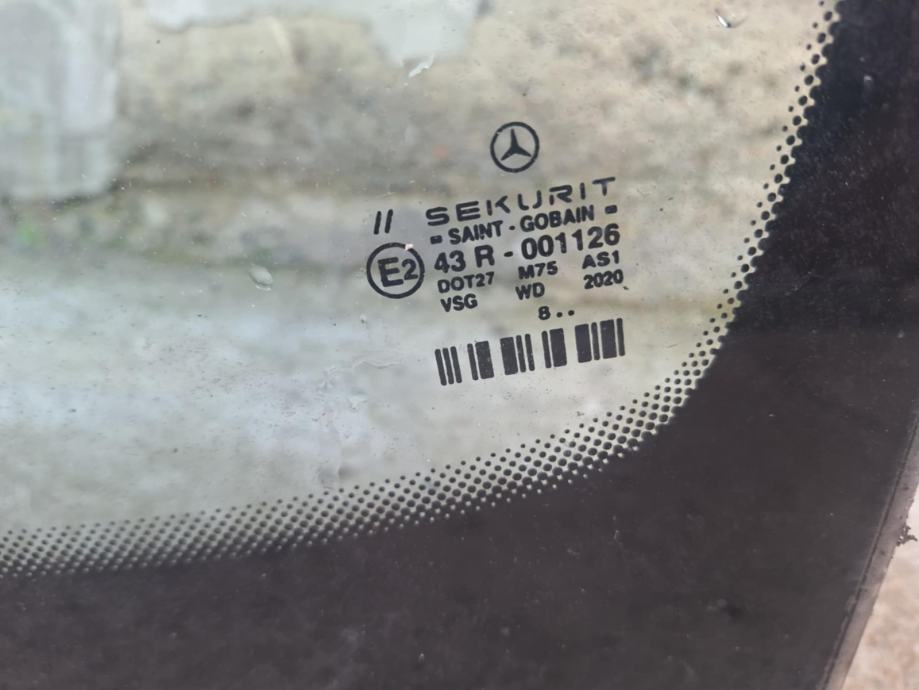 // SEKURIT
- SAINT - GOBAIN -
E2 43 R - 001126
DOT27 M75 AS1
VSG WD 2020
8 . .